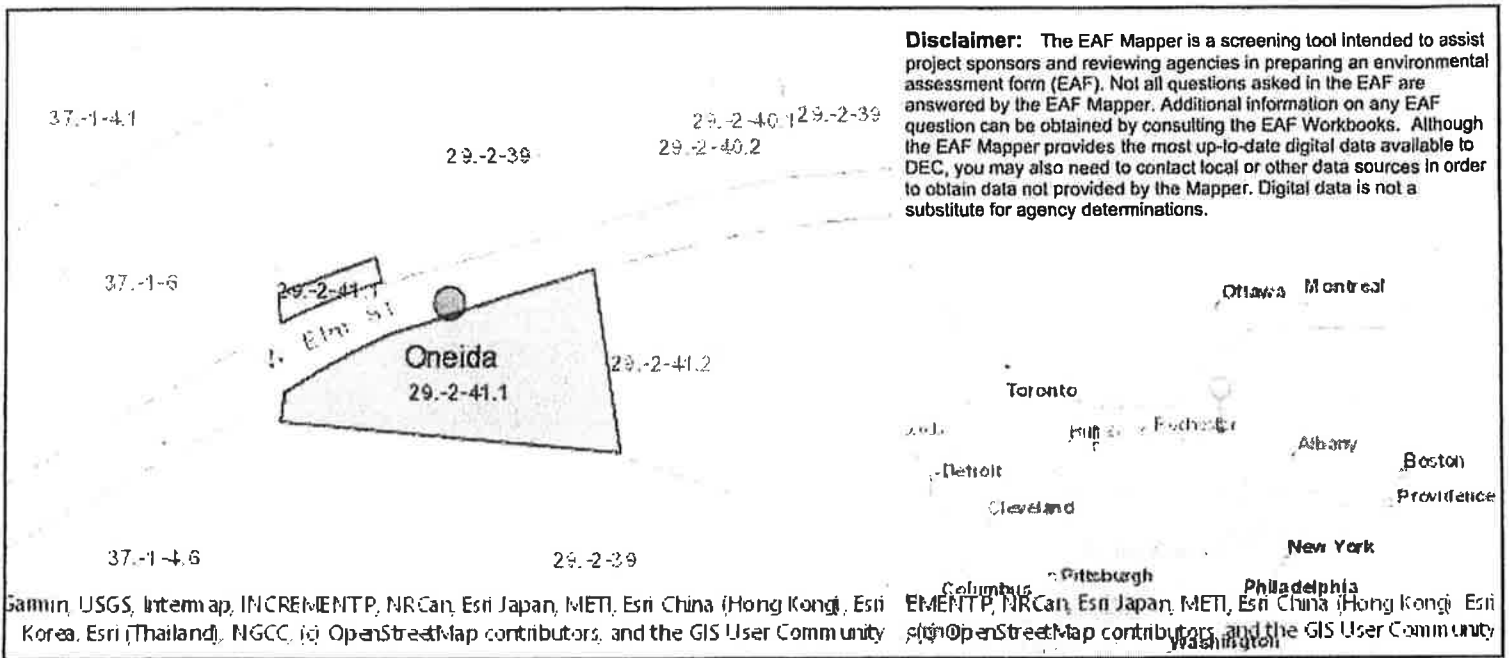 Disclaimer: The EAF Mapper is a screening tool intended to assist
project sponsors and reviewing agencies in preparing an environmental
assessment form (EAF). Not all questions asked in the EAF are
answered by the EAF Mapper. Additional information on any EAF
question can be obtained by consulting the EAF Workbooks. Although
the EAF Mapper provides the most up-to-date digital data available to
DEC, you may also need to contact local or other data sources in order
to obtain data not provided by the Mapper. Digital data is not a
substitute for agency determinations.
37.-1-4.1
29.-2-40.1
29.-2-39
29.-2-39
29.-2-40.2
37.-1-6
29.-2-41.1
Elm St
Oneida
29.-2-41.1
29.-2-41.2
37.-1-4.6
29.-2-39
Garmin, USGS, Intermap, INCREMENT P, NRCan, Esri Japan, METI, Esri China (Hong Kong), Esri
Korea, Esri (Thailand), NGCC, (c) OpenStreetMap contributors, and the GIS User Community
Ottawa
Montreal
Toronto
Rochester
Albany
Boston
Detroit
Providence
Cleveland
New York
Pittsburgh
Columbus
Philadelphia
EMENT P, NRCan, Esri Japan, METI, Esri China (Hong Kong), Esri
OpenStreetMap contributors, and the GIS User Community
Washington